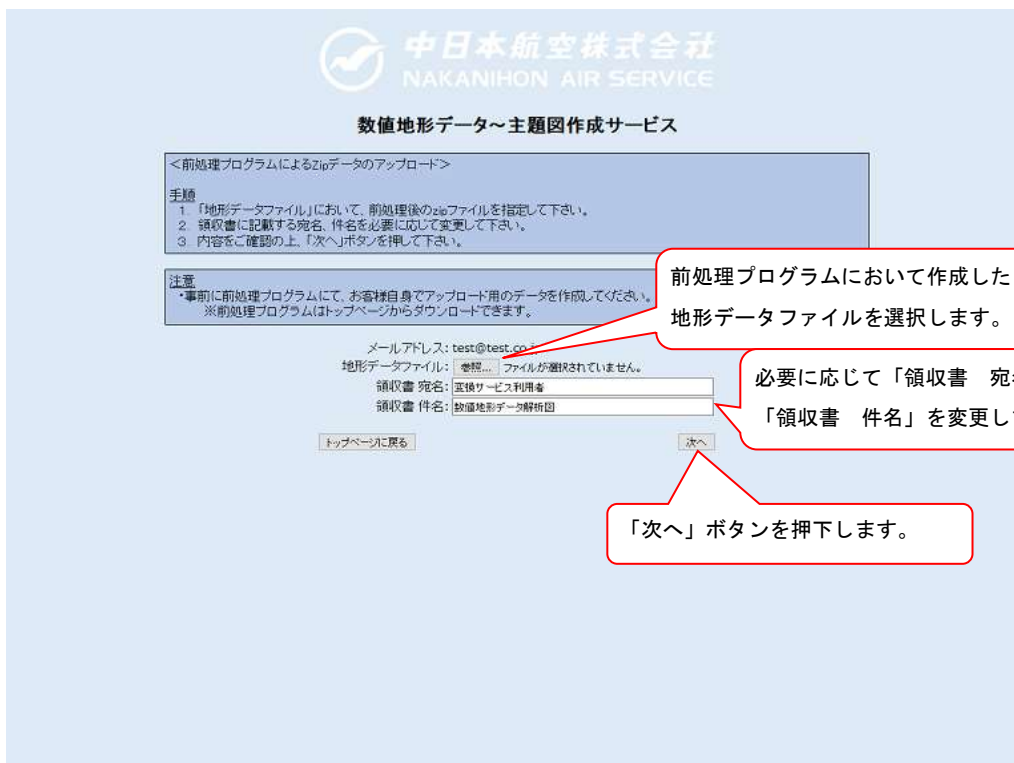 中日本航空株式会社
NAKANIHON AIR SERVICE
数値地形データ～主題図作成サービス
＜前処理プログラムによるZipデータのアップロード＞
手順
1. 「地形データファイル」において、前処理後のzipファイルを指定して下さい。
2. 領収書に記載する宛名、件名を必要に応じて変更して下さい。
3. 内容をご確認の上、「次へ」ボタンを押して下さい。
注意
・事前に前処理プログラムにて、お客様自身でアップロード用のデータを作成してください。
※前処理プログラムはトップページからダウンロードできます。
前処理プログラムにおいて作成した
地形データファイルを選択します。
メールアドレス: test@test.co.j
地形データファイル: 参照... ファイルが選択されていません。
領収書 宛名: 変換サービス利用者
領収書 件名: 数値地形データ解析図
必要に応じて「領収書　宛
「領収書　件名」を変更し
トップページに戻る
次へ
「次へ」ボタンを押下します。